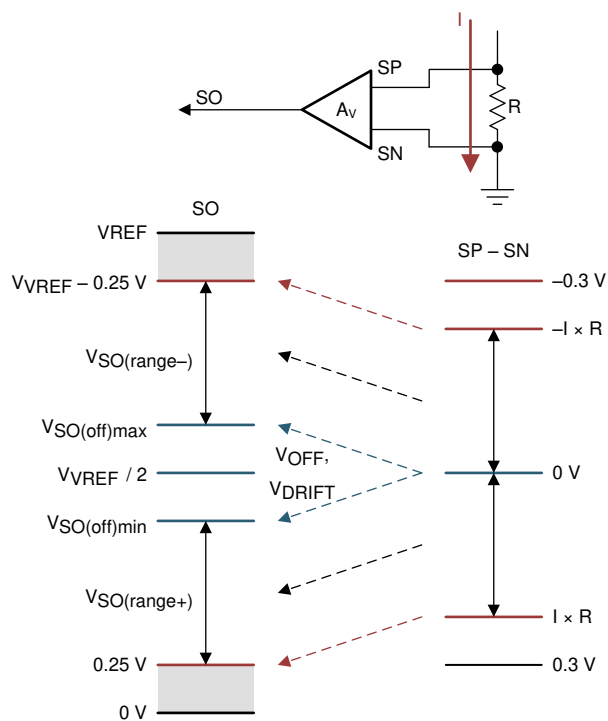 I
SP
SO
A_V
R
SN
SO
VREF
V_VREF – 0.25 V
V_SO(range–)
V_SO(off)max
V_VREF / 2
V_SO(off)min
V_SO(range+)
0.25 V
0 V
V_OFF,
V_DRIFT
SP – SN
–0.3 V
–I × R
0 V
I × R
0.3 V